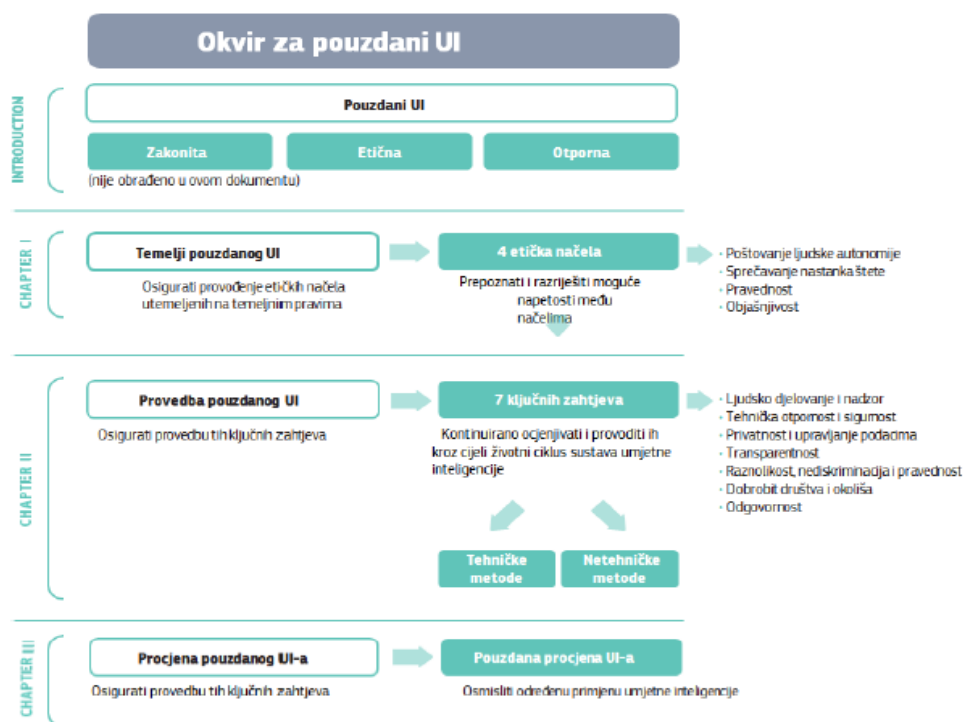 Okvir za pouzdani UI
INTRODUCTION
Pouzdani UI
Zakonita
Etična
Otporna
(nije obrađeno u ovom dokumentu)
CHAPTER I
Temelji pouzdanog UI
Osigurati provođenje etičkih načela
utemeljenih na temeljnim pravima
4 etička načela
Prepoznati i razriješiti moguće
napetosti među
načelima
· Poštovanje ljudske autonomije
· Sprečavanje nastanka štete
· Pravednost
· Objašnjivost
CHAPTER II
Provedba pouzdanog UI
Osigurati provedbu tih ključnih zahtjeva
7 ključnih zahtjeva
Kontinuirano ocjenjivati i provoditi ih
kroz cijeli životni ciklus sustava umjetne
inteligencije
· Ljudsko djelovanje i nadzor
· Tehnička otpornost i sigurnost
· Privatnost i upravljanje podacima
· Transparentnost
· Raznolikost, nediskriminacija i pravednost
· Dobrobit društva i okoliša
· Odgovornost
Tehničke
metode
Netehničke
metode
CHAPTER III
Procjena pouzdanog UI-a
Osigurati provedbu tih ključnih zahtjeva
Pouzdana procjena UI-a
Osmisliti određenu primjenu umjetne inteligencije